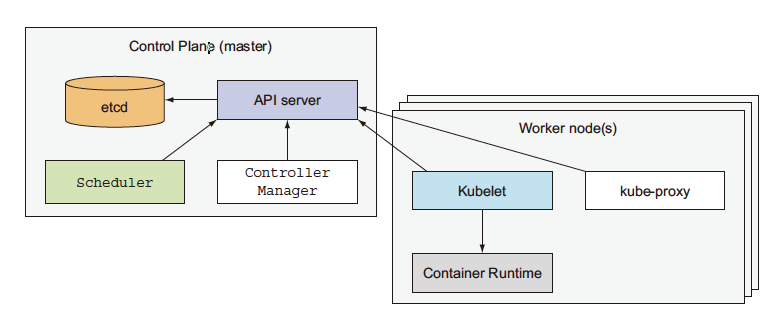 Control Plane (master)
etcd
API server
Scheduler
Controller
Manager
Worker node(s)
Kubelet
kube-proxy
Container Runtime